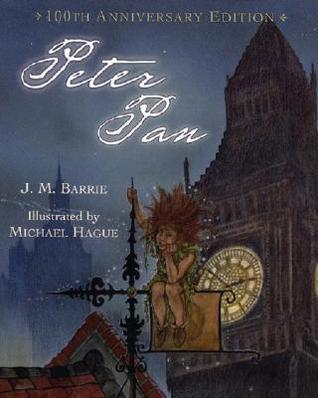 100TH ANNIVERSARY EDITION
Peter
Pan
J. M. BARRIE
Illustrated by
MICHAEL HAGUE